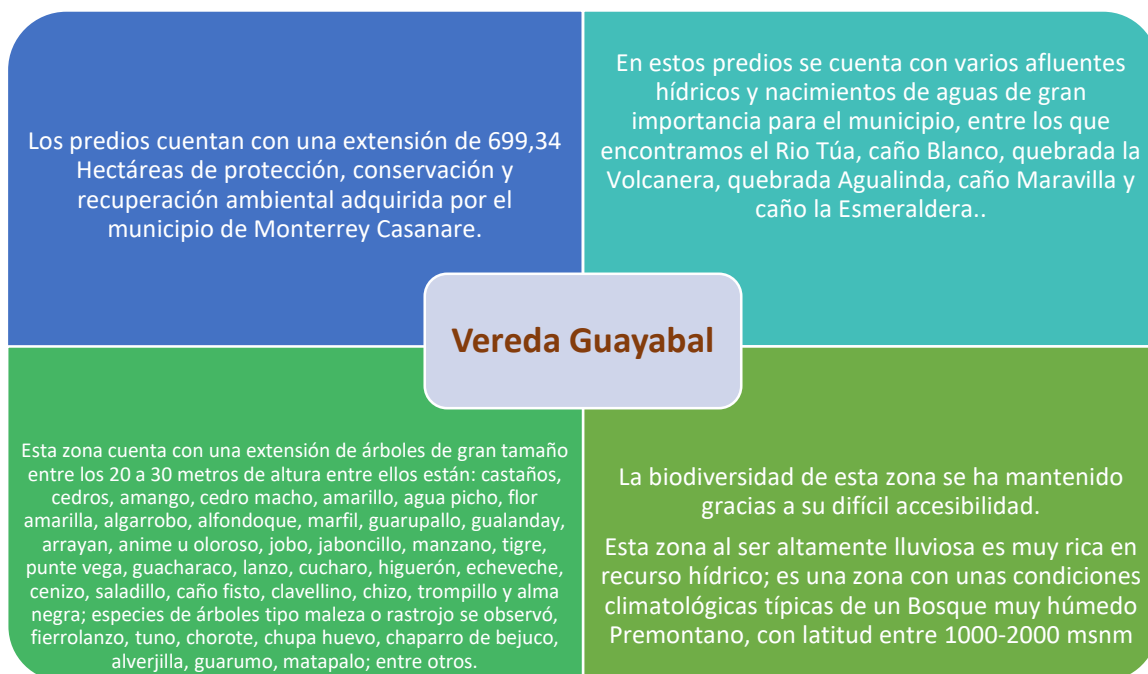 Los predios cuentan con una extensión de 699,34
Hectáreas de protección, conservación y
recuperación ambiental adquirida por el
municipio de Monterrey Casanare.
En estos predios se cuenta con varios afluentes
hídricos y nacimientos de aguas de gran
importancia para el municipio, entre los que
encontramos el Rio Túa, caño Blanco, quebrada la
Volcanera, quebrada Agualinda, caño Maravilla y
caño la Esmeraldera..
Vereda Guayabal
Esta zona cuenta con una extensión de árboles de gran tamaño
entre los 20 a 30 metros de altura entre ellos están: castaños,
cedros, amango, cedro macho, amarillo, agua picho, flor
amarilla, algarrobo, alfondoque, marfil, guarupallo, gualanday,
arrayan, anime u oloroso, jobo, jaboncillo, manzano, tigre,
punte vega, guacharaco, lanzo, cucharo, higuerón, echeveche,
cenizo, saladillo, caño fisto, clavellino, chizo, trompillo y alma
negra; especies de árboles tipo maleza o rastrojo se observó,
fierrolanzo, tuno, chorote, chupa huevo, chaparro de bejuco,
alverjilla, guarumo, matapalo; entre otros.
La biodiversidad de esta zona se ha mantenido
gracias a su difícil accesibilidad.
Esta zona al ser altamente lluviosa es muy rica en
recurso hídrico; es una zona con unas condiciones
climatológicas típicas de un Bosque muy húmedo
Premontano, con latitud entre 1000-2000 msnm